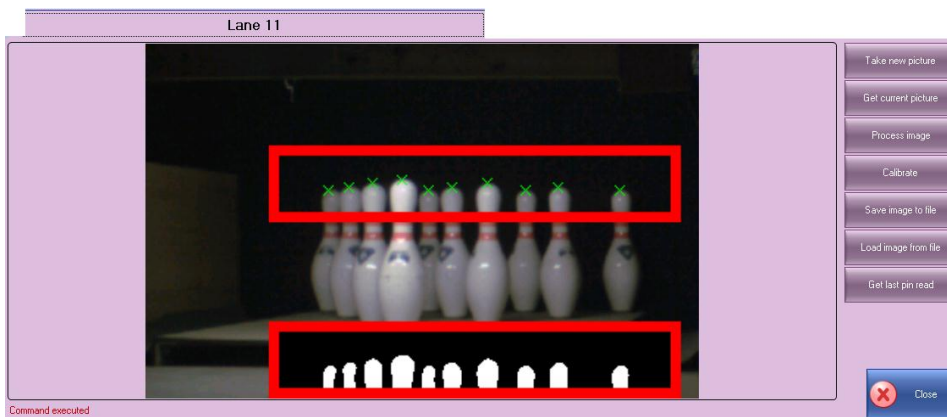 Lane 11
Take new picture
Get current picture
Process image
Calibrate
Save image to file
Load image from file
Get last pin read
Close
Command executed